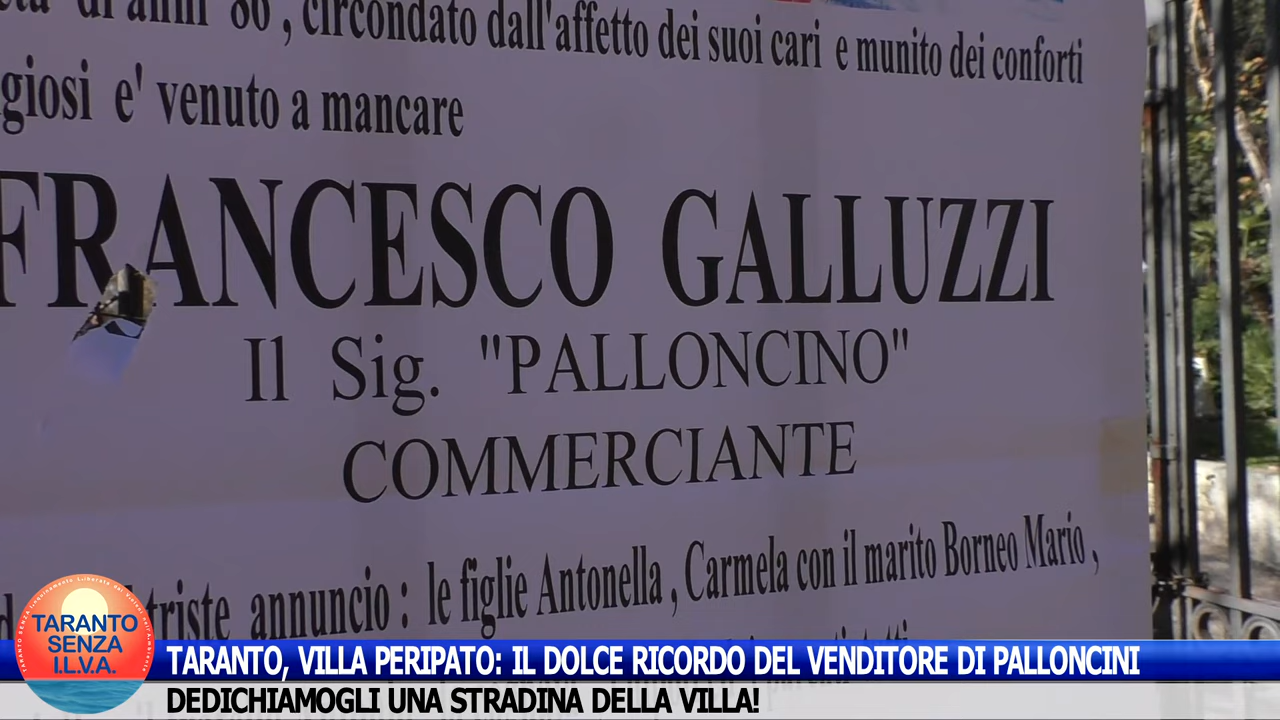 di anni 86 , circondato dall'affetto dei suoi cari e munito dei conforti
giosi e' venuto a mancare
FRANCESCO GALLUZZI
Il Sig. "PALLONCINO"
COMMERCIANTE
triste annuncio : le figlie Antonella , Carmela con il marito Borneo Mario ,
TARANTO
SENZA
I.L.V.A.
TARANTO, VILLA PERIPATO: IL DOLCE RICORDO DEL VENDITORE DI PALLONCINI
DEDICHIAMOGLI UNA STRADINA DELLA VILLA!